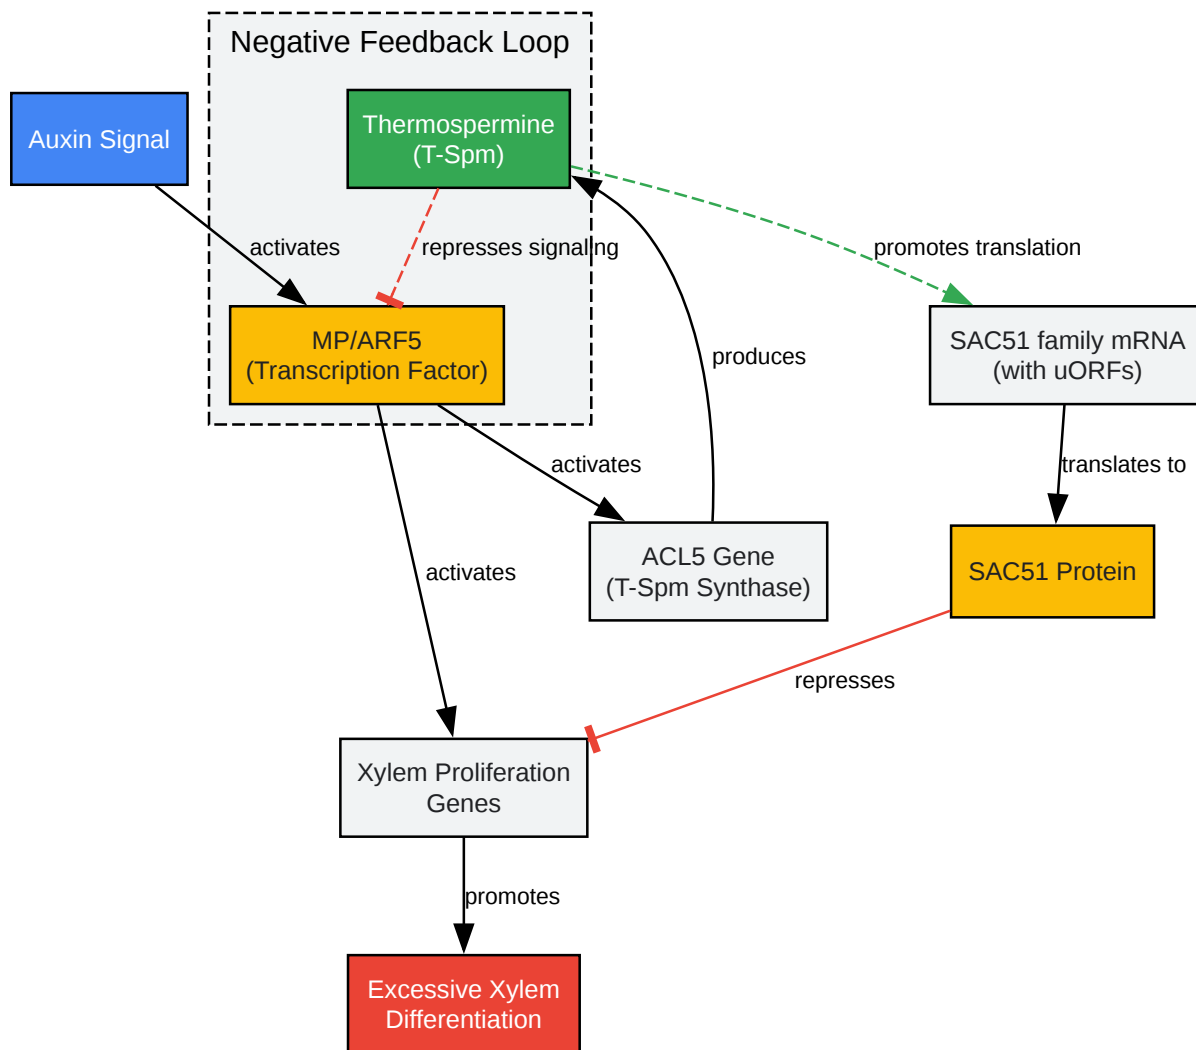 Negative Feedback Loop
Auxin Signal
Thermospermine
(T-Spm)
activates
represses signaling
promotes translation
MP/ARF5
(Transcription Factor)
produces
SAC51 family mRNA
(with uORFs)
activates
translates to
activates
ACL5 Gene
(T-Spm Synthase)
SAC51 Protein
represses
Xylem Proliferation
Genes
promotes
Excessive Xylem
Differentiation